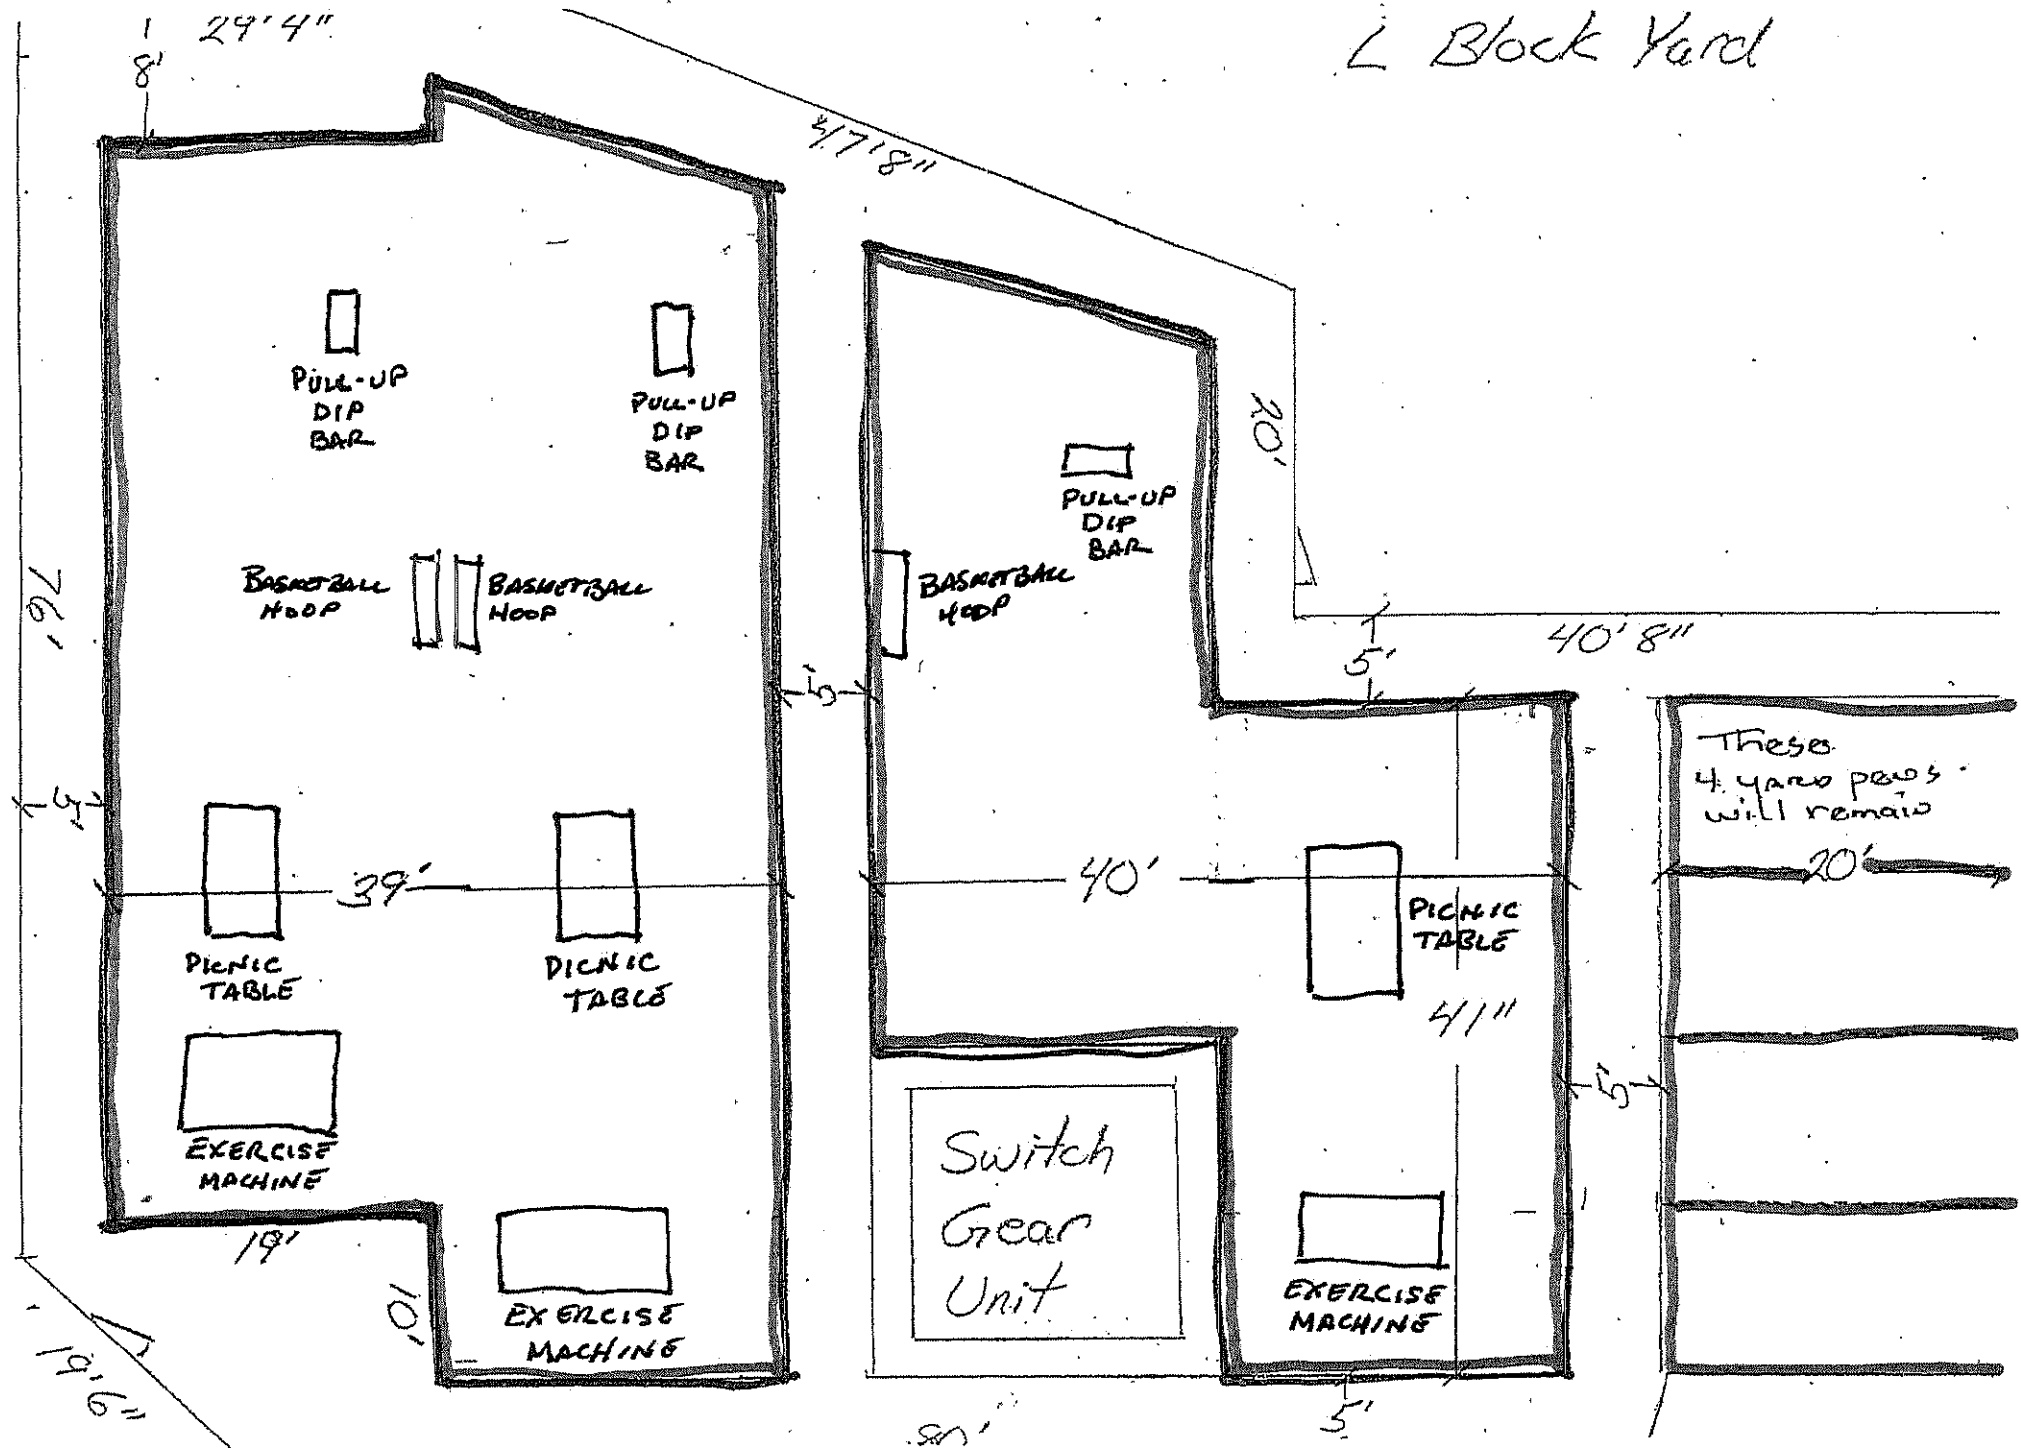 L Block Yard
29'4"
8'
47'8"
20'
PULL-UP
DIP
BAR
PULL-UP
DIP
BAR
PULL-UP
DIP
BAR
BASKETBALL
HOOP
BASKETBALL
HOOP
BASKETBALL
HOOP
76'
5'
40'8"
5'
5'
These
4 yard pens
will remain
39'
40'
20'
PICNIC
TABLE
PICNIC
TABLE
PICNIC
TABLE
41"
5'
EXERCISE
MACHINE
Switch
Gear
Unit
19'
10'
EXERCISE
MACHINE
EXERCISE
MACHINE
19'6"
5'